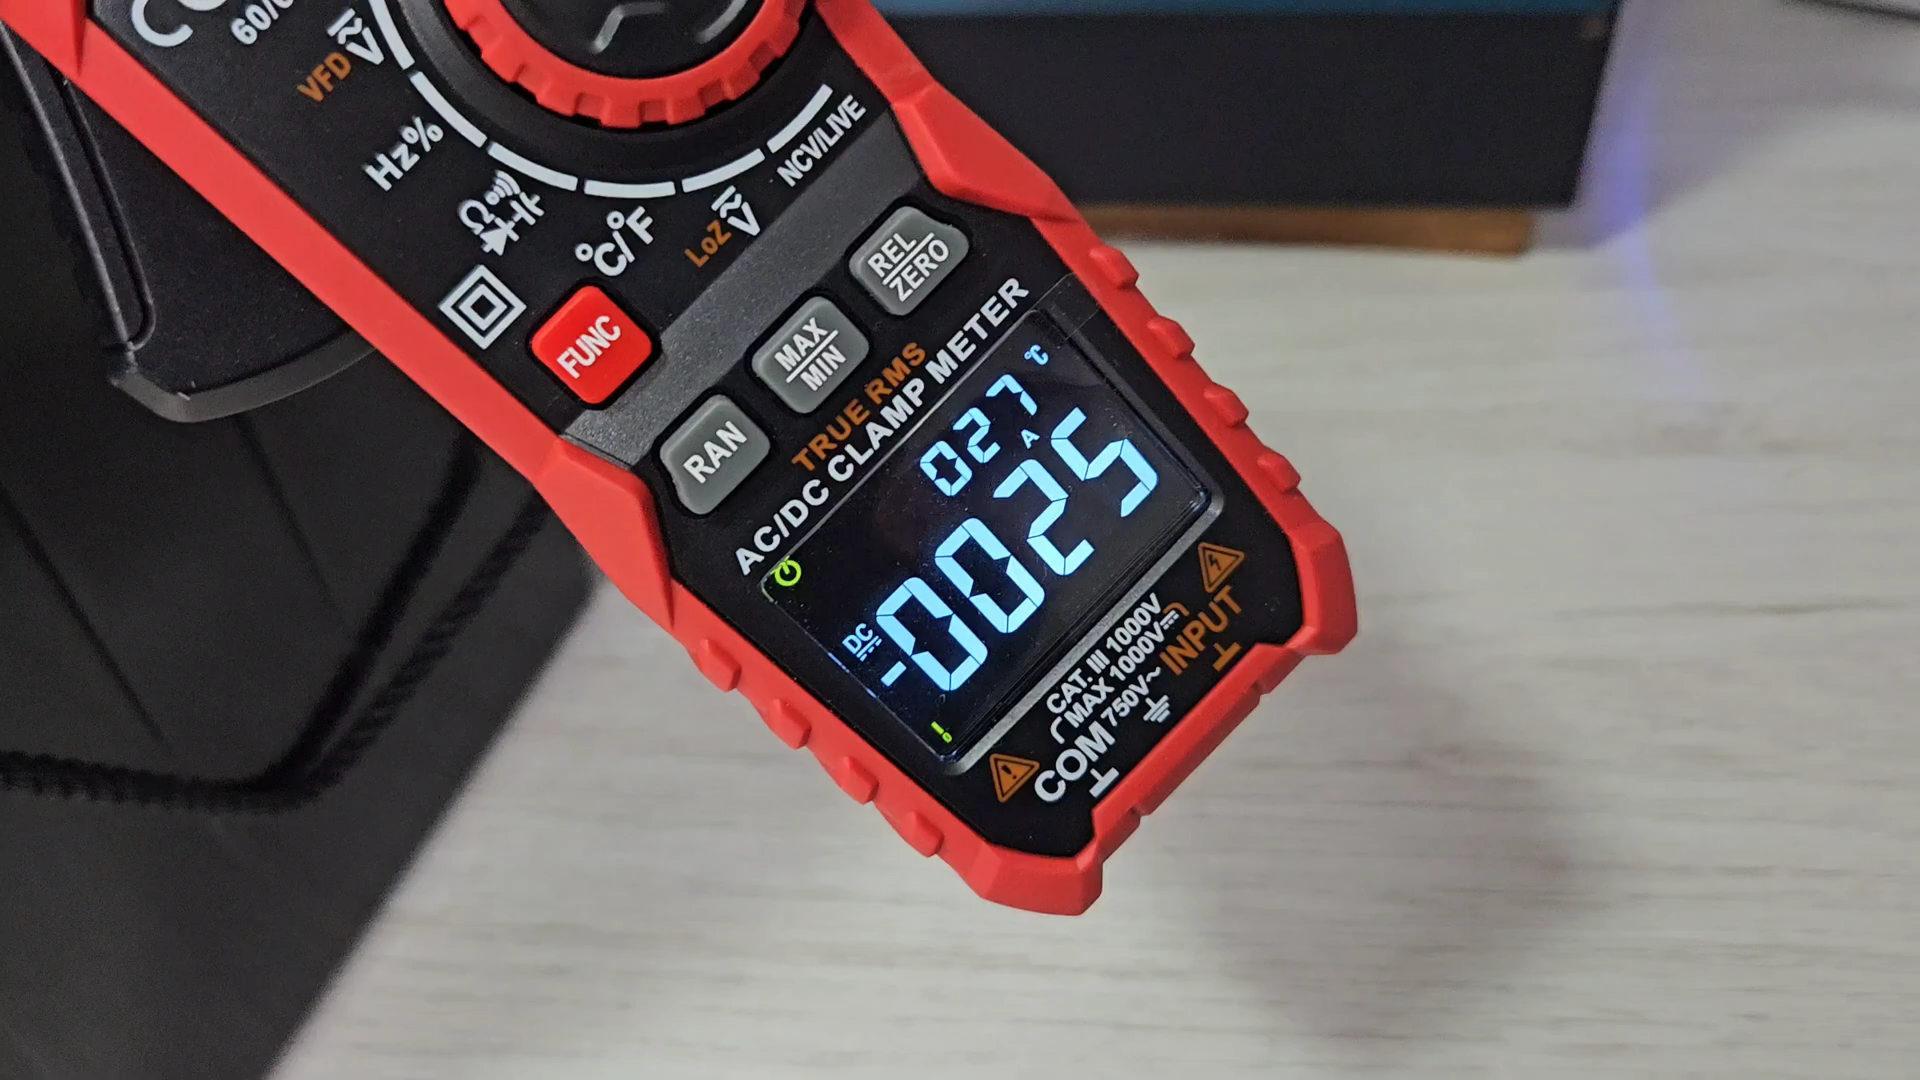 VFD V
Hz%
Ω
°C/°F
LoZ V
NCV/LIVE
FUNC
RAN
MAX
MIN
REL
ZERO
TRUE RMS
AC/DC CLAMP METER
027 °C
A
DC -0025
CAT. III 1000V
MAX 1000V
750V~
COM
INPUT